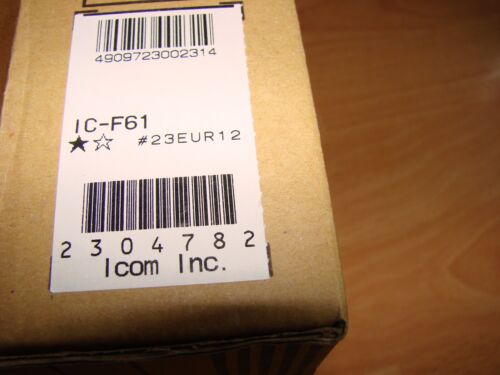 4909723002314
IC-F61
★☆ #23EUR12
2304782
Icom Inc.